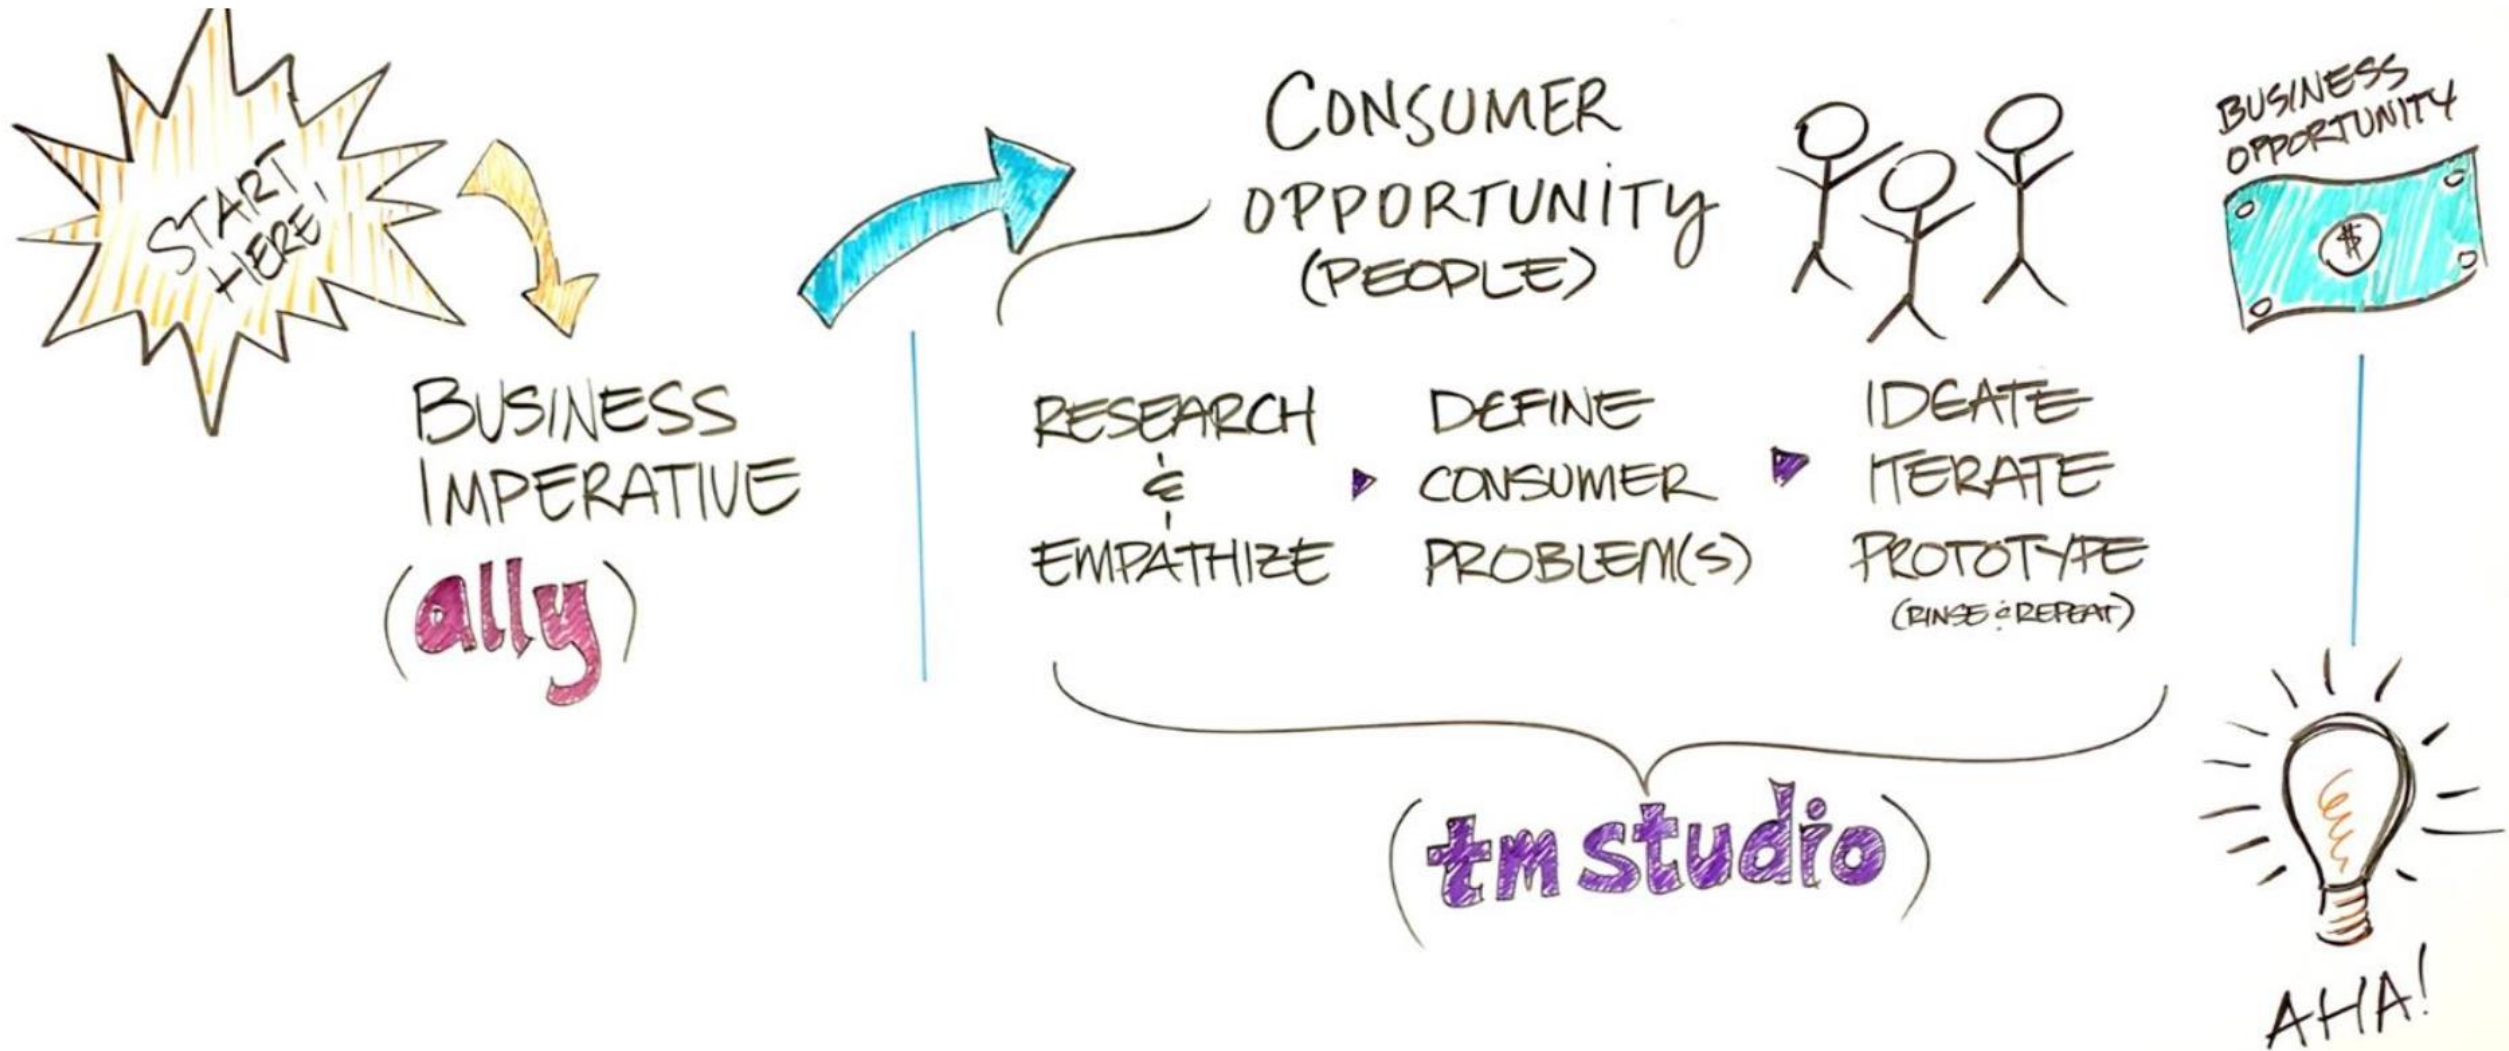 START
HERE!
BUSINESS
IMPERATIVE
(ally)
CONSUMER
OPPORTUNITY
(PEOPLE)
RESEARCH
&
EMPATHIZE
DEFINE
CONSUMER
PROBLEM(S)
IDEATE
ITERATE
PROTOTYPE
(RINSE & REPEAT)
(tm studio)
BUSINESS
OPPORTUNITY
$
AHA!